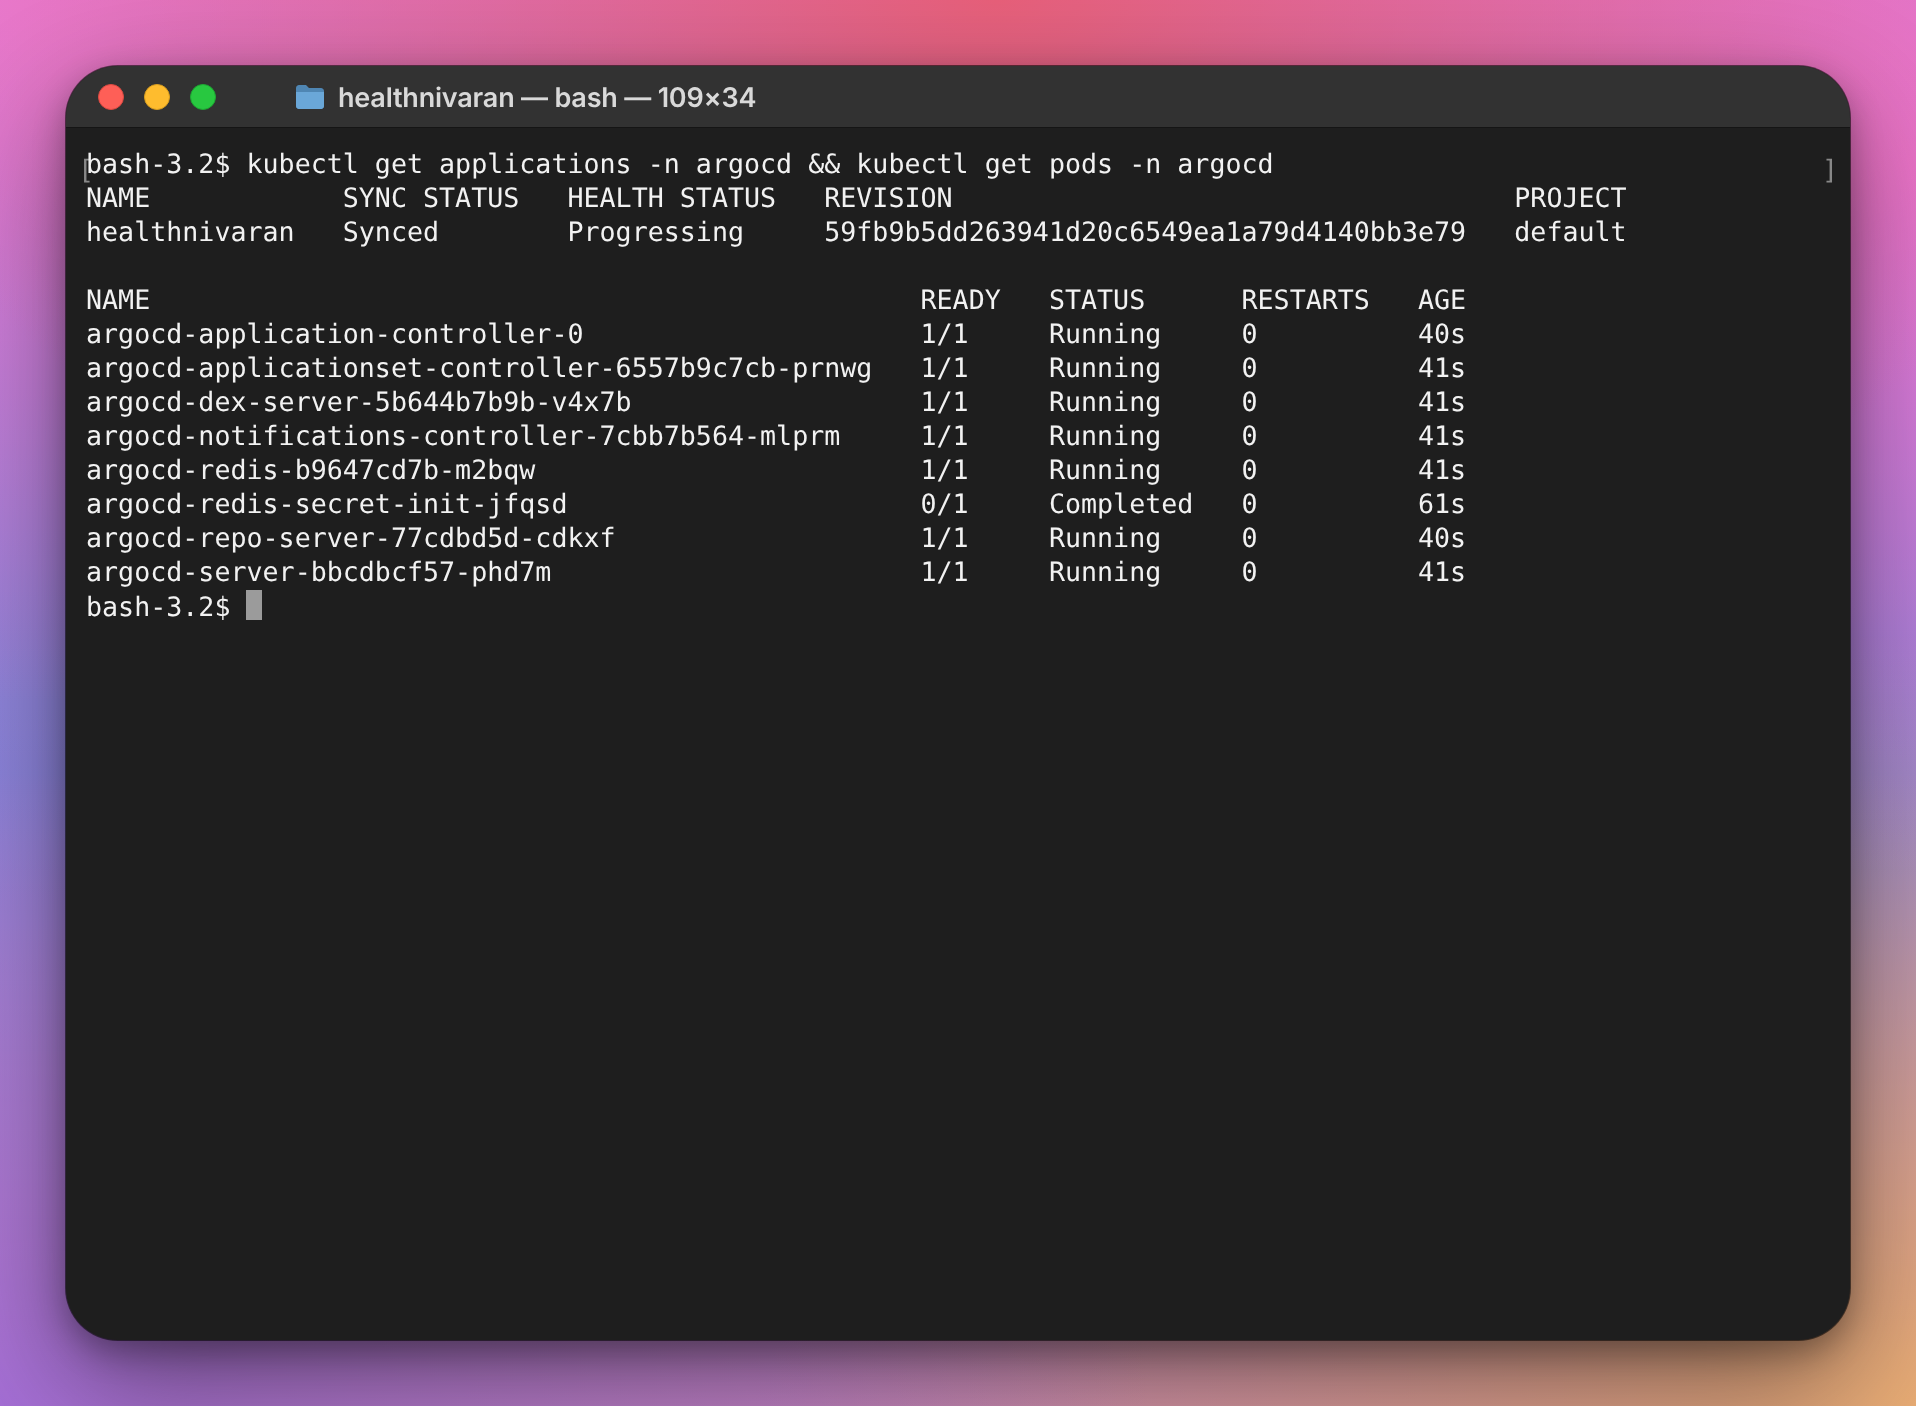 healthnivaran — bash — 109×34
[bash-3.2$ kubectl get applications -n argocd && kubectl get pods -n argocd ]
NAME            SYNC STATUS   HEALTH STATUS   REVISION                                   PROJECT
healthnivaran   Synced        Progressing     59fb9b5dd263941d20c6549ea1a79d4140bb3e79   default
NAME                                                READY   STATUS      RESTARTS   AGE
argocd-application-controller-0                     1/1     Running     0          40s
argocd-applicationset-controller-6557b9c7cb-prnwg   1/1     Running     0          41s
argocd-dex-server-5b644b7b9b-v4x7b                  1/1     Running     0          41s
argocd-notifications-controller-7cbb7b564-mlprm     1/1     Running     0          41s
argocd-redis-b9647cd7b-m2bqw                        1/1     Running     0          41s
argocd-redis-secret-init-jfqsd                      0/1     Completed   0          61s
argocd-repo-server-77cdbd5d-cdkxf                   1/1     Running     0          40s
argocd-server-bbcdbcf57-phd7m                       1/1     Running     0          41s
bash-3.2$